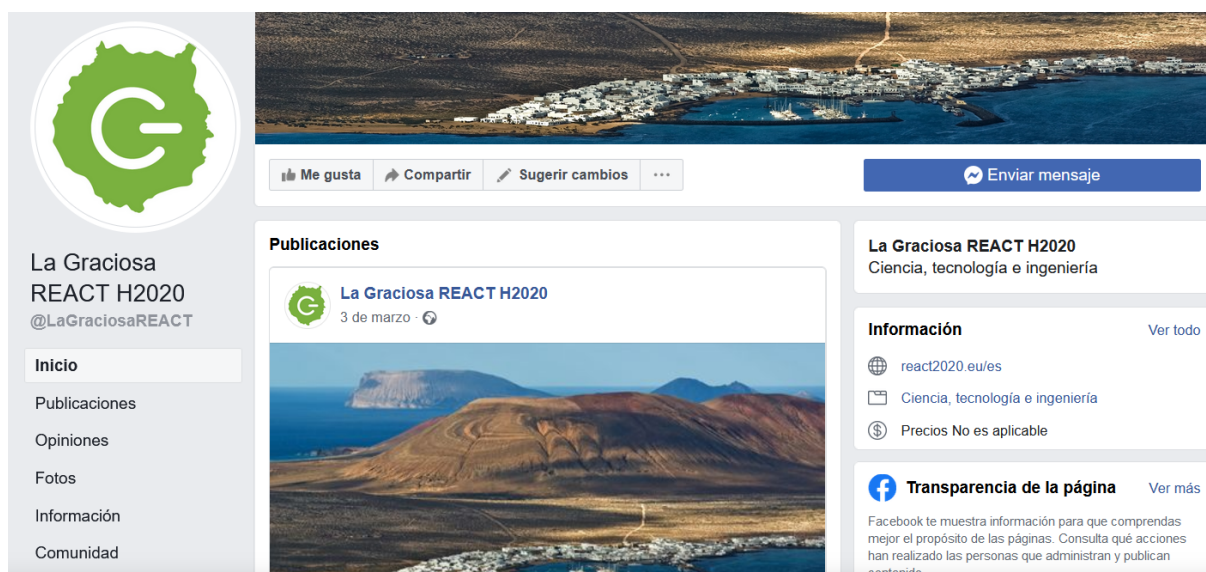 La Graciosa
REACT H2020
@LaGraciosaREACT
Inicio
Publicaciones
Opiniones
Fotos
Información
Comunidad
Me gusta
Compartir
Sugerir cambios
Enviar mensaje
Publicaciones
La Graciosa REACT H2020
3 de marzo ·
La Graciosa REACT H2020
Ciencia, tecnología e ingeniería
Información
Ver todo
react2020.eu/es
Ciencia, tecnología e ingeniería
Precios No es aplicable
Transparencia de la página
Ver más
Facebook te muestra información para que comprendas
mejor el propósito de las páginas. Consulta qué acciones
han realizado las personas que administran y publican